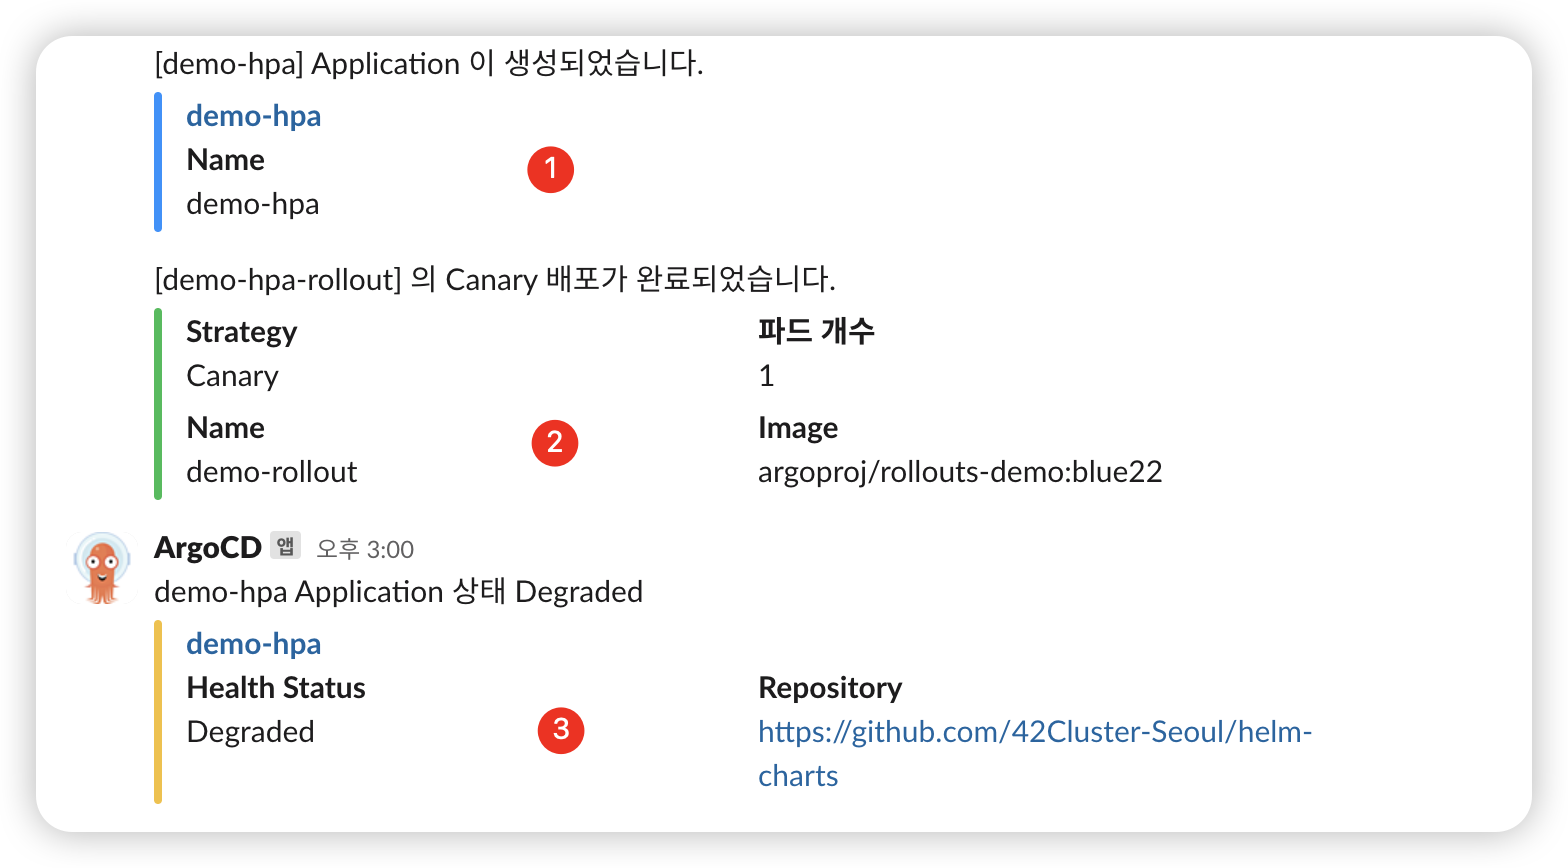 [demo-hpa] Application 이 생성되었습니다.
demo-hpa
Name
1
demo-hpa
[demo-hpa-rollout] 의 Canary 배포가 완료되었습니다.
Strategy 파드 개수
Canary 1
Name 2 Image
demo-rollout argoproj/rollouts-demo:blue22
ArgoCD 앱 오후 3:00
demo-hpa Application 상태 Degraded
demo-hpa
Health Status Repository
Degraded 3 https://github.com/42Cluster-Seoul/helm-
charts